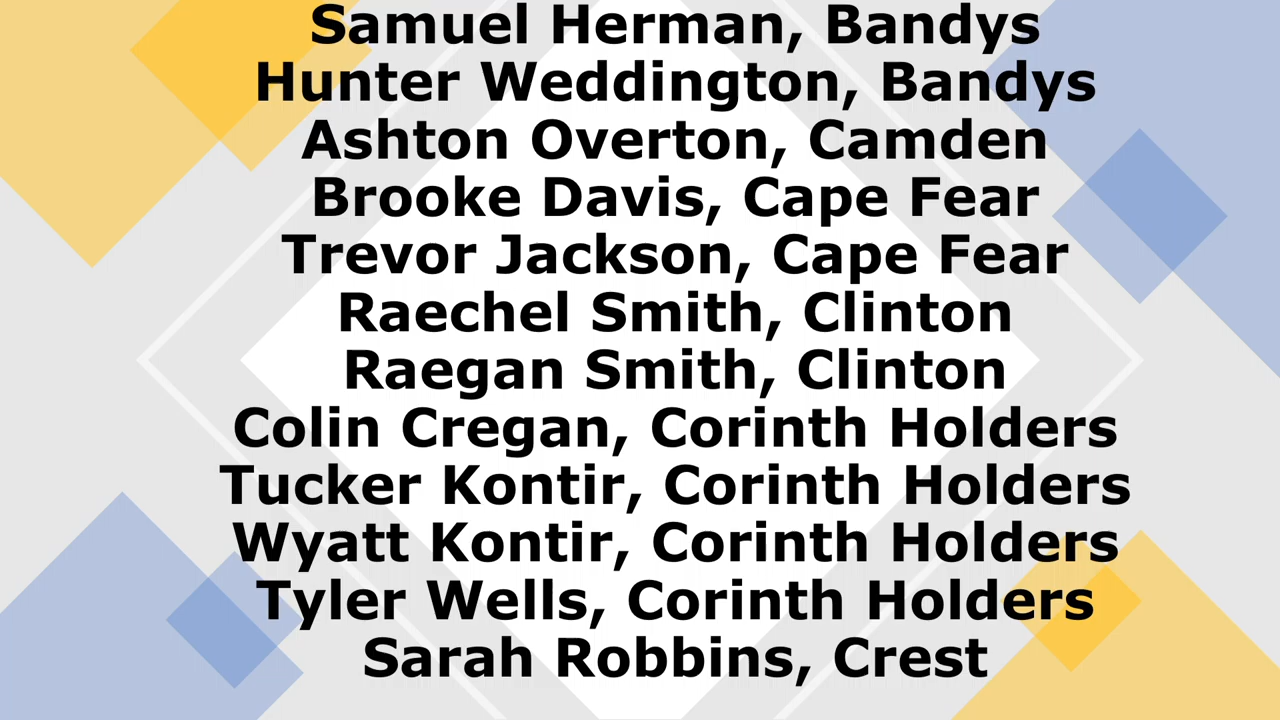 Samuel Herman, Bandys
Hunter Weddington, Bandys
Ashton Overton, Camden
Brooke Davis, Cape Fear
Trevor Jackson, Cape Fear
Raechel Smith, Clinton
Raegan Smith, Clinton
Colin Cregan, Corinth Holders
Tucker Kontir, Corinth Holders
Wyatt Kontir, Corinth Holders
Tyler Wells, Corinth Holders
Sarah Robbins, Crest